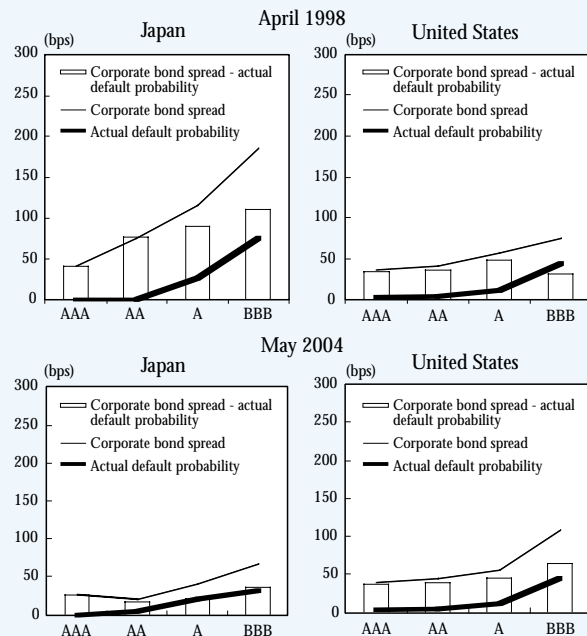 April 1998
Japan
(bps)
300
250
200
150
100
50
0
Corporate bond spread - actual
default probability
Corporate bond spread
Actual default probability
AAA AA A BBB
United States
(bps)
300
250
200
150
100
50
0
Corporate bond spread - actual
default probability
Corporate bond spread
Actual default probability
AAA AA A BBB
May 2004
Japan
(bps)
300
250
200
150
100
50
0
Corporate bond spread - actual
default probability
Corporate bond spread
Actual default probability
AAA AA A BBB
United States
(bps)
300
250
200
150
100
50
0
Corporate bond spread - actual
default probability
Corporate bond spread
Actual default probability
AAA AA A BBB